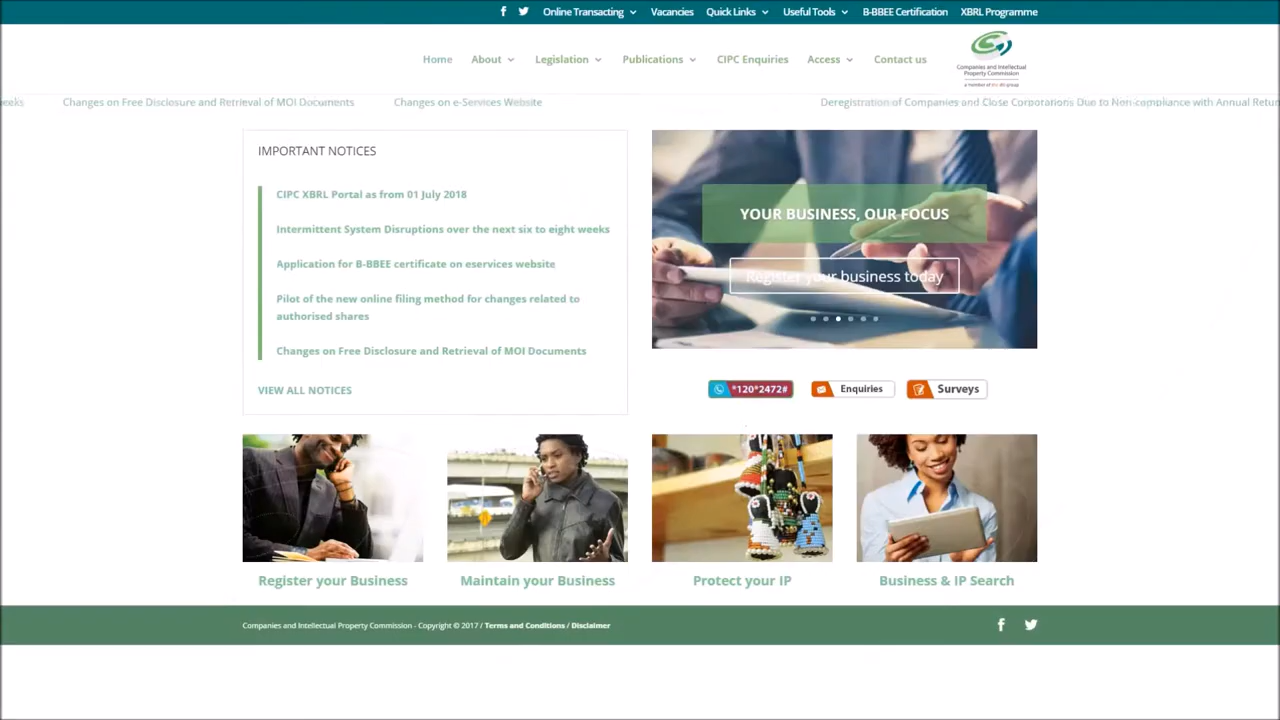 Online Transacting Vacancies Quick Links Useful Tools B-BBEE Certification XBRL Programme
Home About Legislation Publications CIPC Enquiries Access Contact us
Companies and Intellectual
Property Commission
a member of the dti group
eeks Changes on Free Disclosure and Retrieval of MOI Documents Changes on e-Services Website Deregistration of Companies and Close Corporations Due to Non-compliance with Annual Retur
IMPORTANT NOTICES
CIPC XBRL Portal as from 01 July 2018
Intermittent System Disruptions over the next six to eight weeks
Application for B-BBEE certificate on eservices website
Pilot of the new online filing method for changes related to
authorised shares
Changes on Free Disclosure and Retrieval of MOI Documents
VIEW ALL NOTICES
YOUR BUSINESS, OUR FOCUS
Register your business today
*120*2472# Enquiries Surveys
Register your Business Maintain your Business Protect your IP Business & IP Search
Companies and Intellectual Property Commission - Copyright © 2017 / Terms and Conditions / Disclaimer